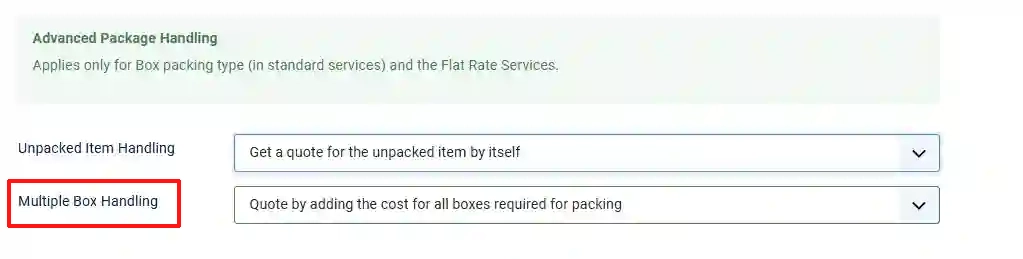 Advanced Package Handling
Applies only for Box packing type (in standard services) and the Flat Rate Services.
Unpacked Item Handling
Get a quote for the unpacked item by itself
Multiple Box Handling
Quote by adding the cost for all boxes required for packing